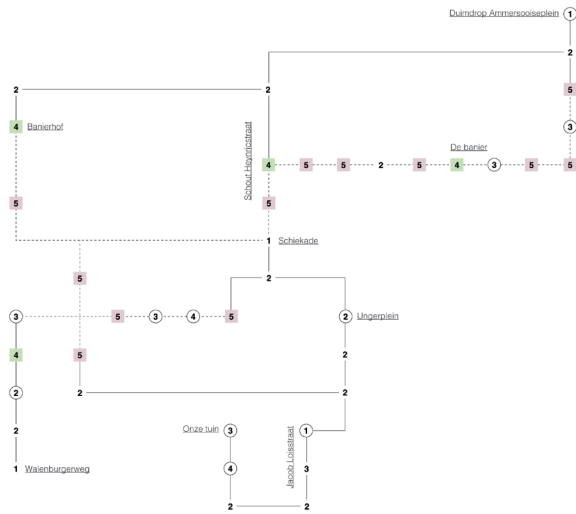 Duimdrop Ammersooiseplein 1
2
2 2 5
4 Banierhof 3
De banier
Schout Heynricstraat
4 5 5 2 5 4 3 5 5
5 5
1 Schiekade
5 2
3 5 3 4 5 2 Ungerplein
4 5 2
2 2 2
2 Onze tuin 3 1
Jacob Loisstraat
1 Walenburgerweg 4 3
2 2